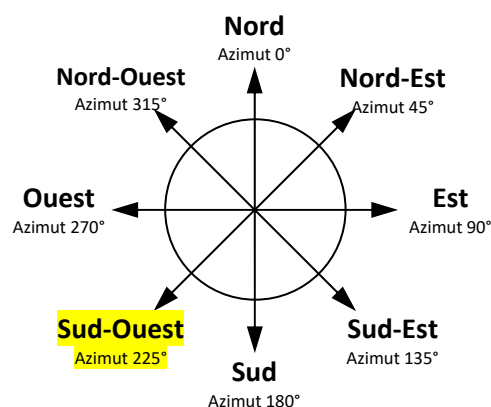 Nord
Azimut 0°
Nord-Ouest
Azimut 315°
Nord-Est
Azimut 45°
Ouest
Azimut 270°
Est
Azimut 90°
Sud-Ouest
Azimut 225°
Sud-Est
Azimut 135°
Sud
Azimut 180°